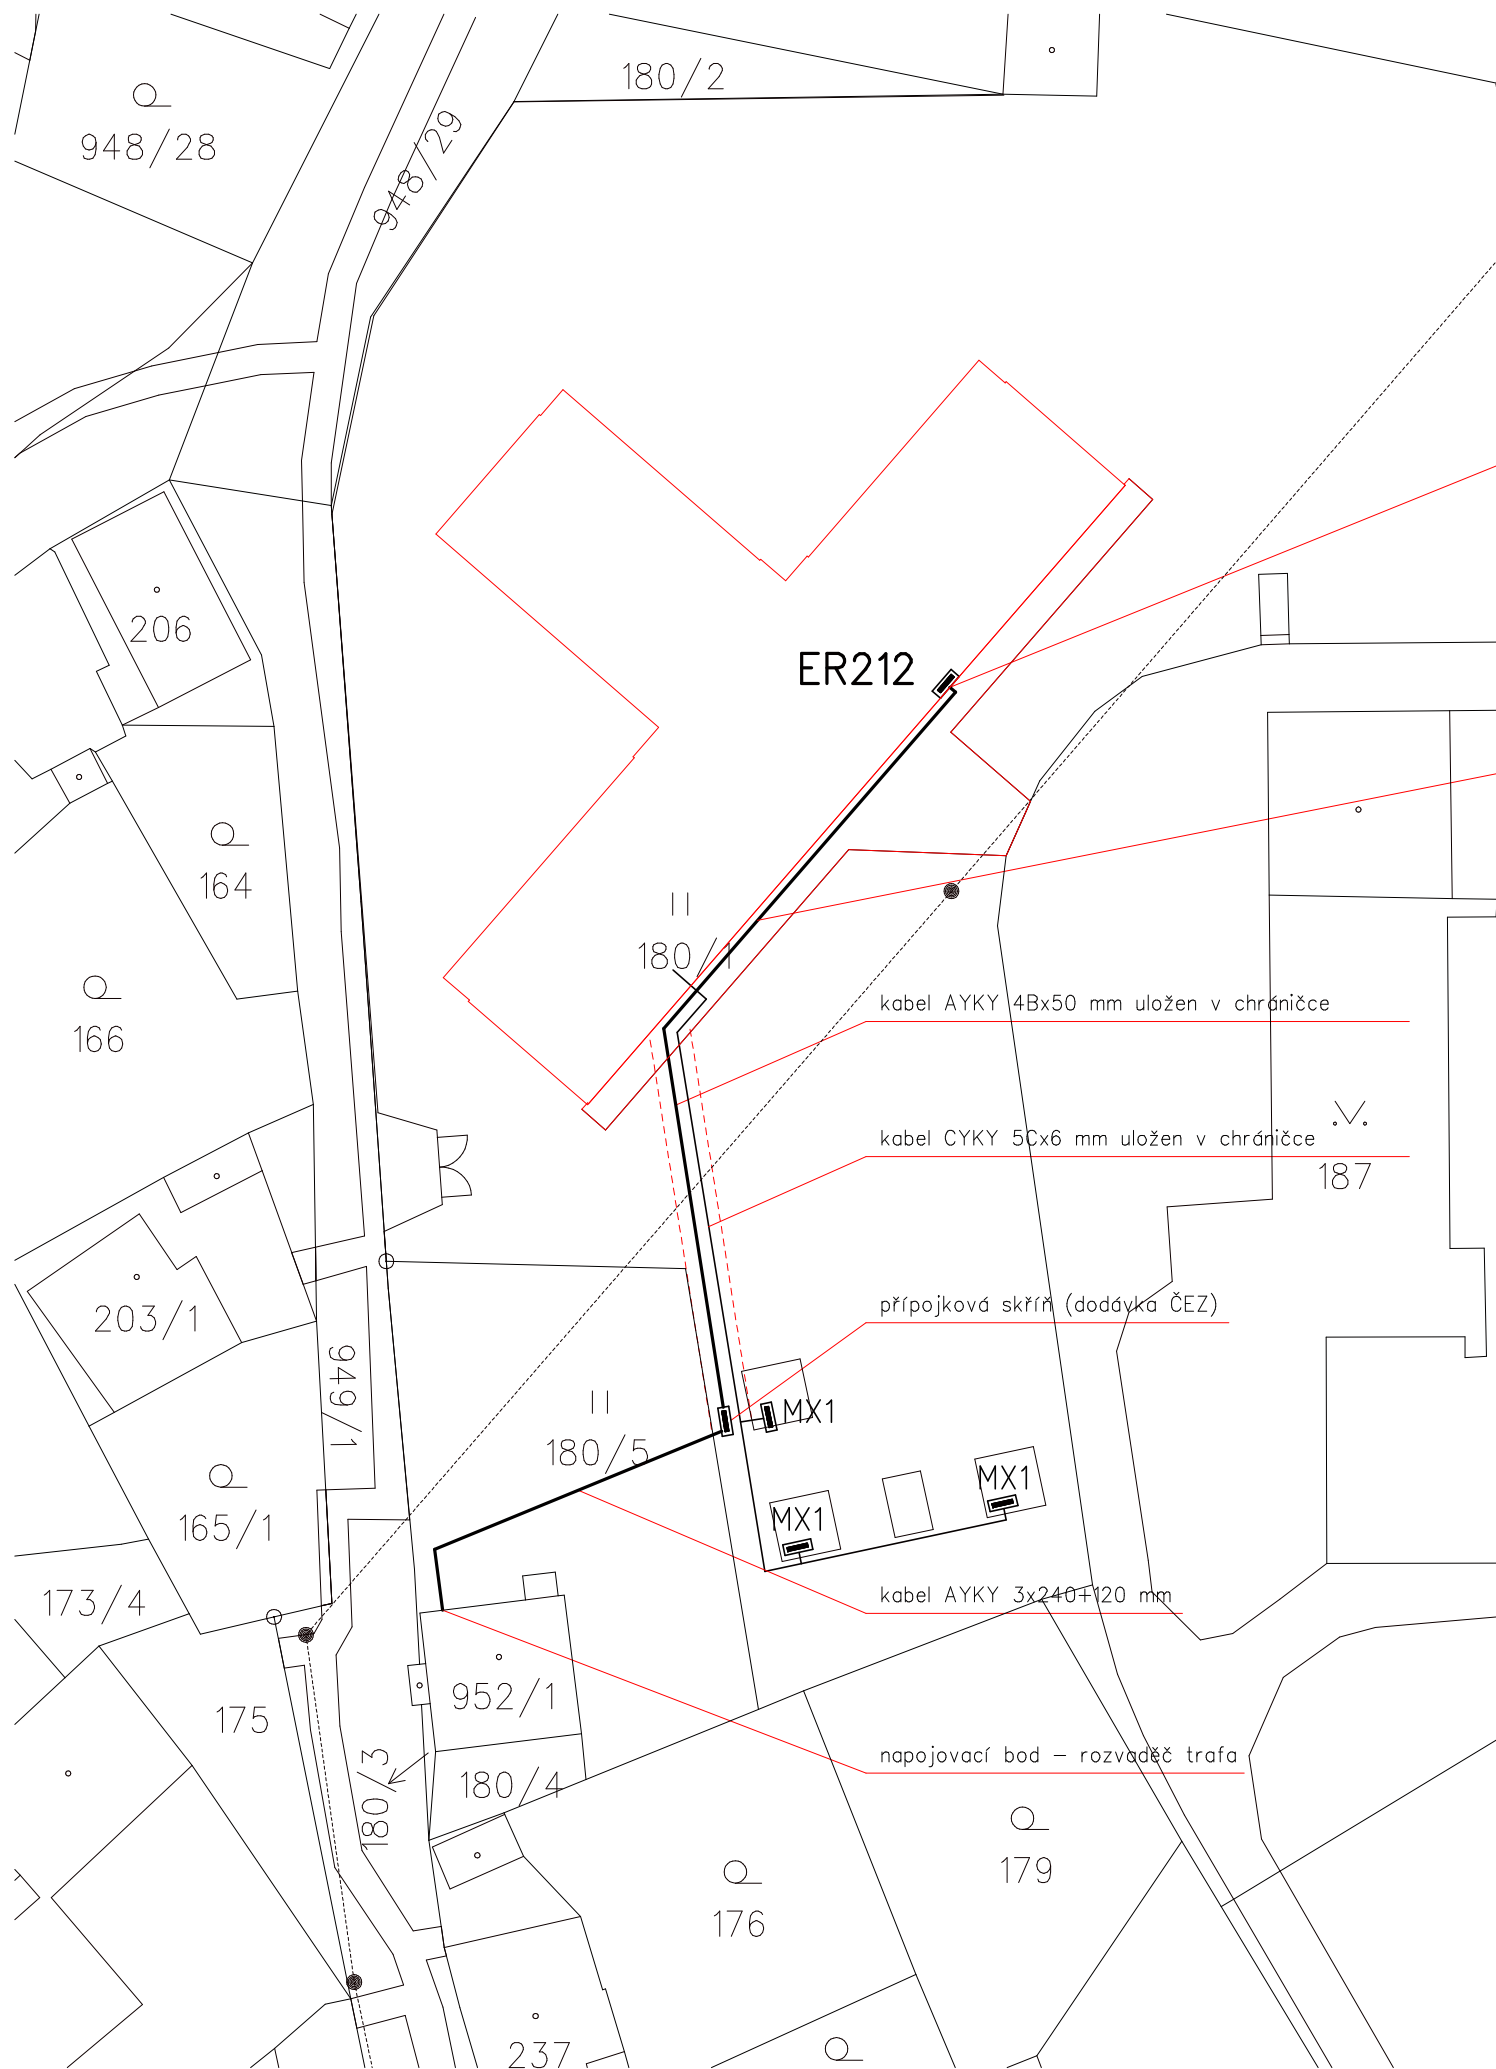 180/2
948/28
948/29
206
ER212
164
180/1
166
kabel AYKY 4Bx50 mm uložen v chráničce
kabel CYKY 5Cx6 mm uložen v chráničce
187
přípojková skříň (dodávka ČEZ)
203/1
949/1
MX1
180/5
MX1
165/1
MX1
kabel AYKY 3x240+120 mm
173/4
952/1
175
napojovací bod – rozvaděč trafa
180/3
180/4
179
176
237